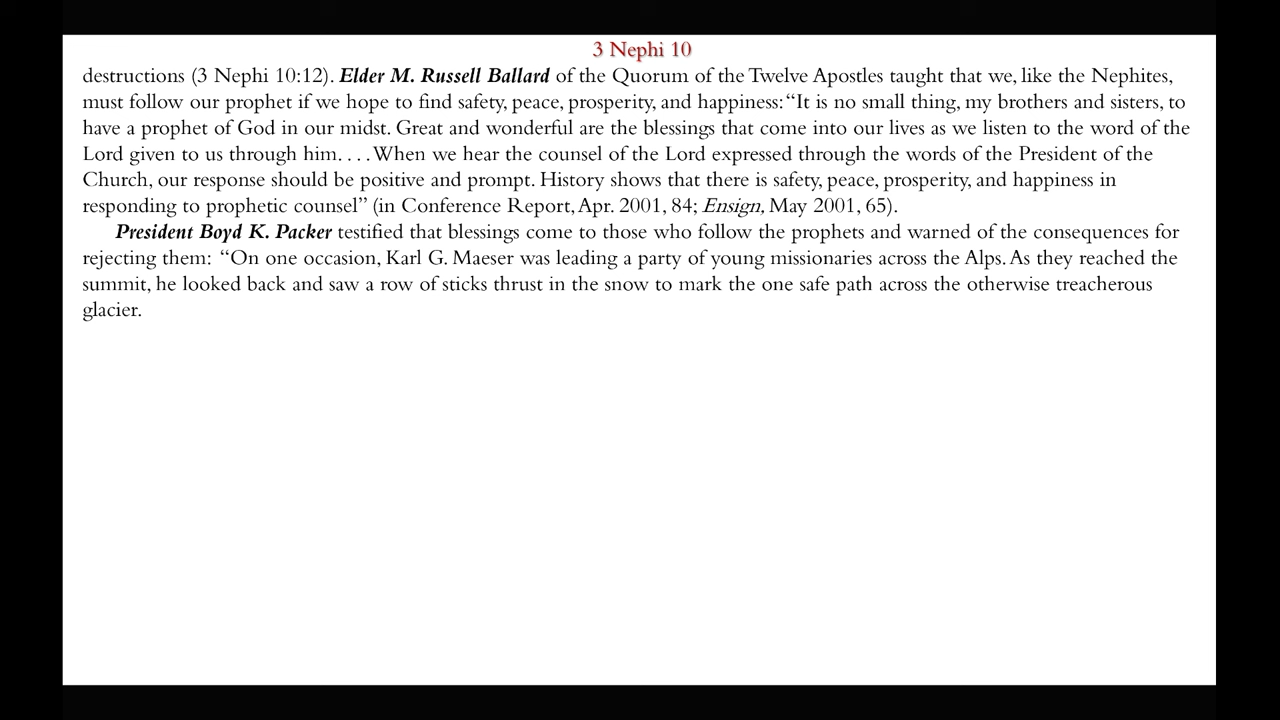 3 Nephi 10
destructions (3 Nephi 10:12). Elder M. Russell Ballard of the Quorum of the Twelve Apostles taught that we, like the Nephites,
must follow our prophet if we hope to find safety, peace, prosperity, and happiness: “It is no small thing, my brothers and sisters, to
have a prophet of God in our midst. Great and wonderful are the blessings that come into our lives as we listen to the word of the
Lord given to us through him. . . . When we hear the counsel of the Lord expressed through the words of the President of the
Church, our response should be positive and prompt. History shows that there is safety, peace, prosperity, and happiness in
responding to prophetic counsel” (in Conference Report, Apr. 2001, 84; Ensign, May 2001, 65).
President Boyd K. Packer testified that blessings come to those who follow the prophets and warned of the consequences for
rejecting them: “On one occasion, Karl G. Maeser was leading a party of young missionaries across the Alps. As they reached the
summit, he looked back and saw a row of sticks thrust in the snow to mark the one safe path across the otherwise treacherous
glacier.